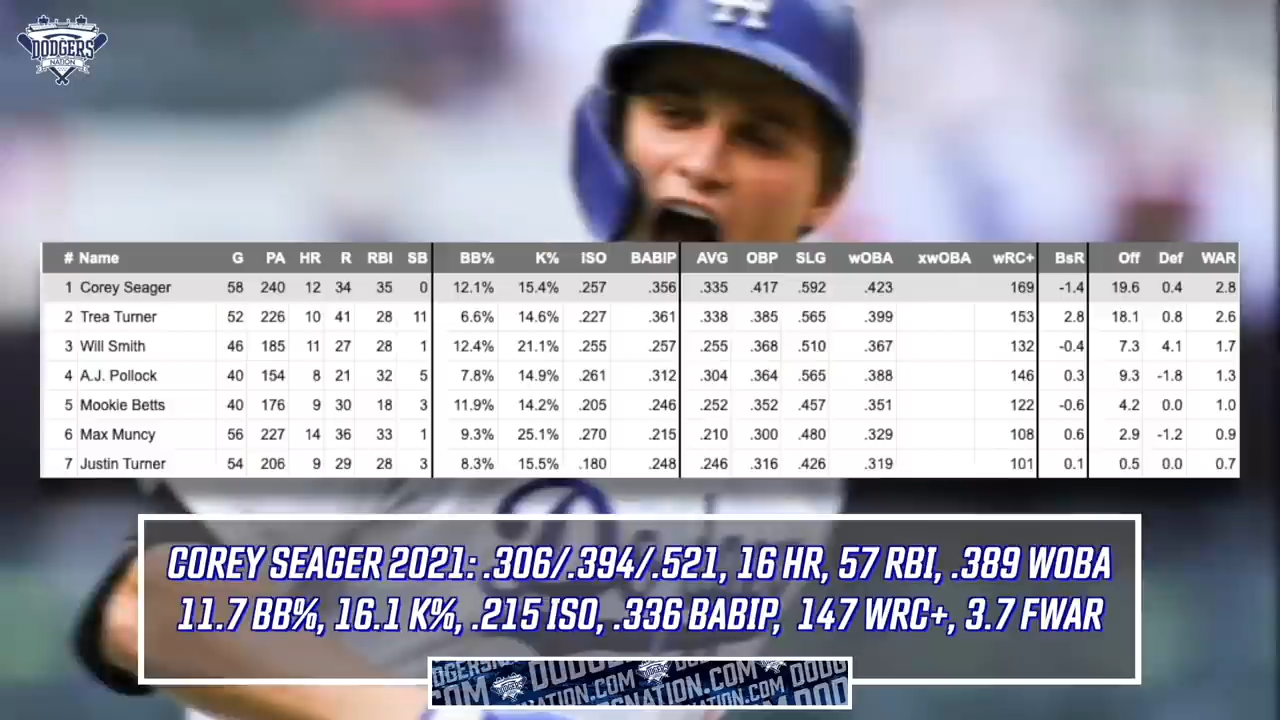 DODGERS
NATION
# Name G PA HR R RBI SB BB% K% ISO BABIP AVG OBP SLG wOBA xwOBA wRC+ BsR Off Def WAR
1 Corey Seager 58 240 12 34 35 0 12.1% 15.4% .257 .356 .335 .417 .592 .423 169 -1.4 19.6 0.4 2.8
2 Trea Turner 52 226 10 41 28 11 6.6% 14.6% .227 .361 .338 .385 .565 .399 153 2.8 18.1 0.8 2.6
3 Will Smith 46 185 11 27 28 1 12.4% 21.1% .255 .257 .255 .368 .510 .367 132 -0.4 7.3 4.1 1.7
4 A.J. Pollock 40 154 8 21 32 5 7.8% 14.9% .261 .312 .304 .364 .565 .388 146 0.3 9.3 -1.8 1.3
5 Mookie Betts 40 176 9 30 18 3 11.9% 14.2% .205 .246 .252 .352 .457 .351 122 -0.6 4.2 0.0 1.0
6 Max Muncy 56 227 14 36 33 1 9.3% 25.1% .270 .215 .210 .300 .480 .329 108 0.6 2.9 -1.2 0.9
7 Justin Turner 54 206 9 29 28 3 8.3% 15.5% .180 .248 .246 .316 .426 .319 101 0.1 0.5 0.0 0.7
COREY SEAGER 2021: .306/.394/.521, 16 HR, 57 RBI, .389 WOBA
11.7 BB%, 16.1 K%, .215 ISO, .336 BABIP, 147 WRC+, 3.7 FWAR